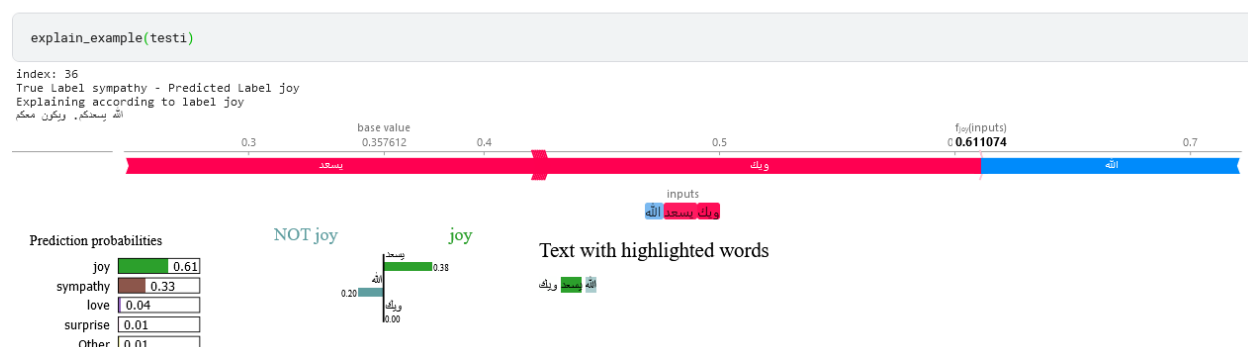 explain_example(testi)
index: 36
True Label sympathy - Predicted Label joy
Explaining according to label joy
الله يسعدكم. ويكون معكم
base value
fjoy(inputs)
0.3 0.357612 0.4 0.5 0.611074 0.7
يسعد ويك الله
inputs
ويك يسعد الله
Prediction probabilities
joy 0.61
sympathy 0.33
love 0.04
surprise 0.01
Other 0.01
NOT joy joy
يسعد
0.38
الله
0.20
ويك
0.00
Text with highlighted words
الله يسعد ويك